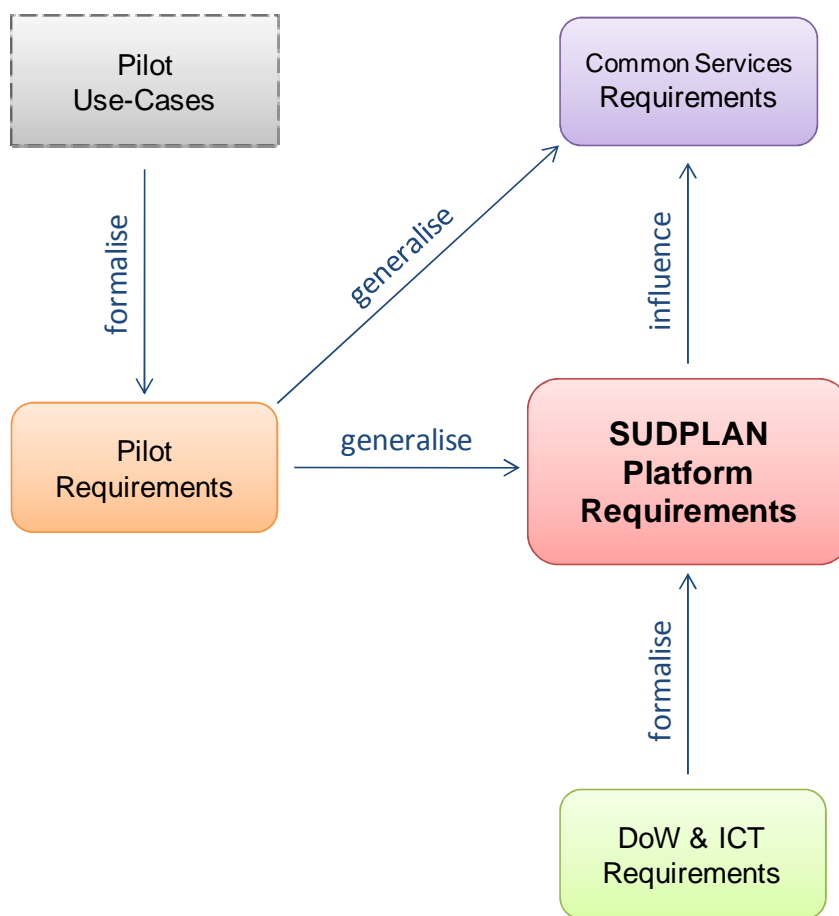 Pilot
Use-Cases
Common Services
Requirements
formalise
generalise
influence
Pilot
Requirements
generalise
SUDPLAN
Platform
Requirements
formalise
DoW & ICT
Requirements